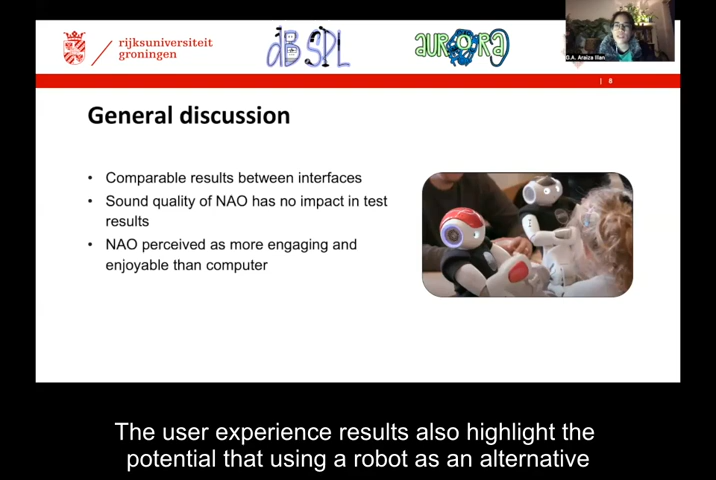 rijksuniversiteit
groningen
dB SPL
AURORA
G.A. Araiza Illan
| 8
General discussion
• Comparable results between interfaces
• Sound quality of NAO has no impact in test
results
• NAO perceived as more engaging and
enjoyable than computer
The user experience results also highlight the
potential that using a robot as an alternative